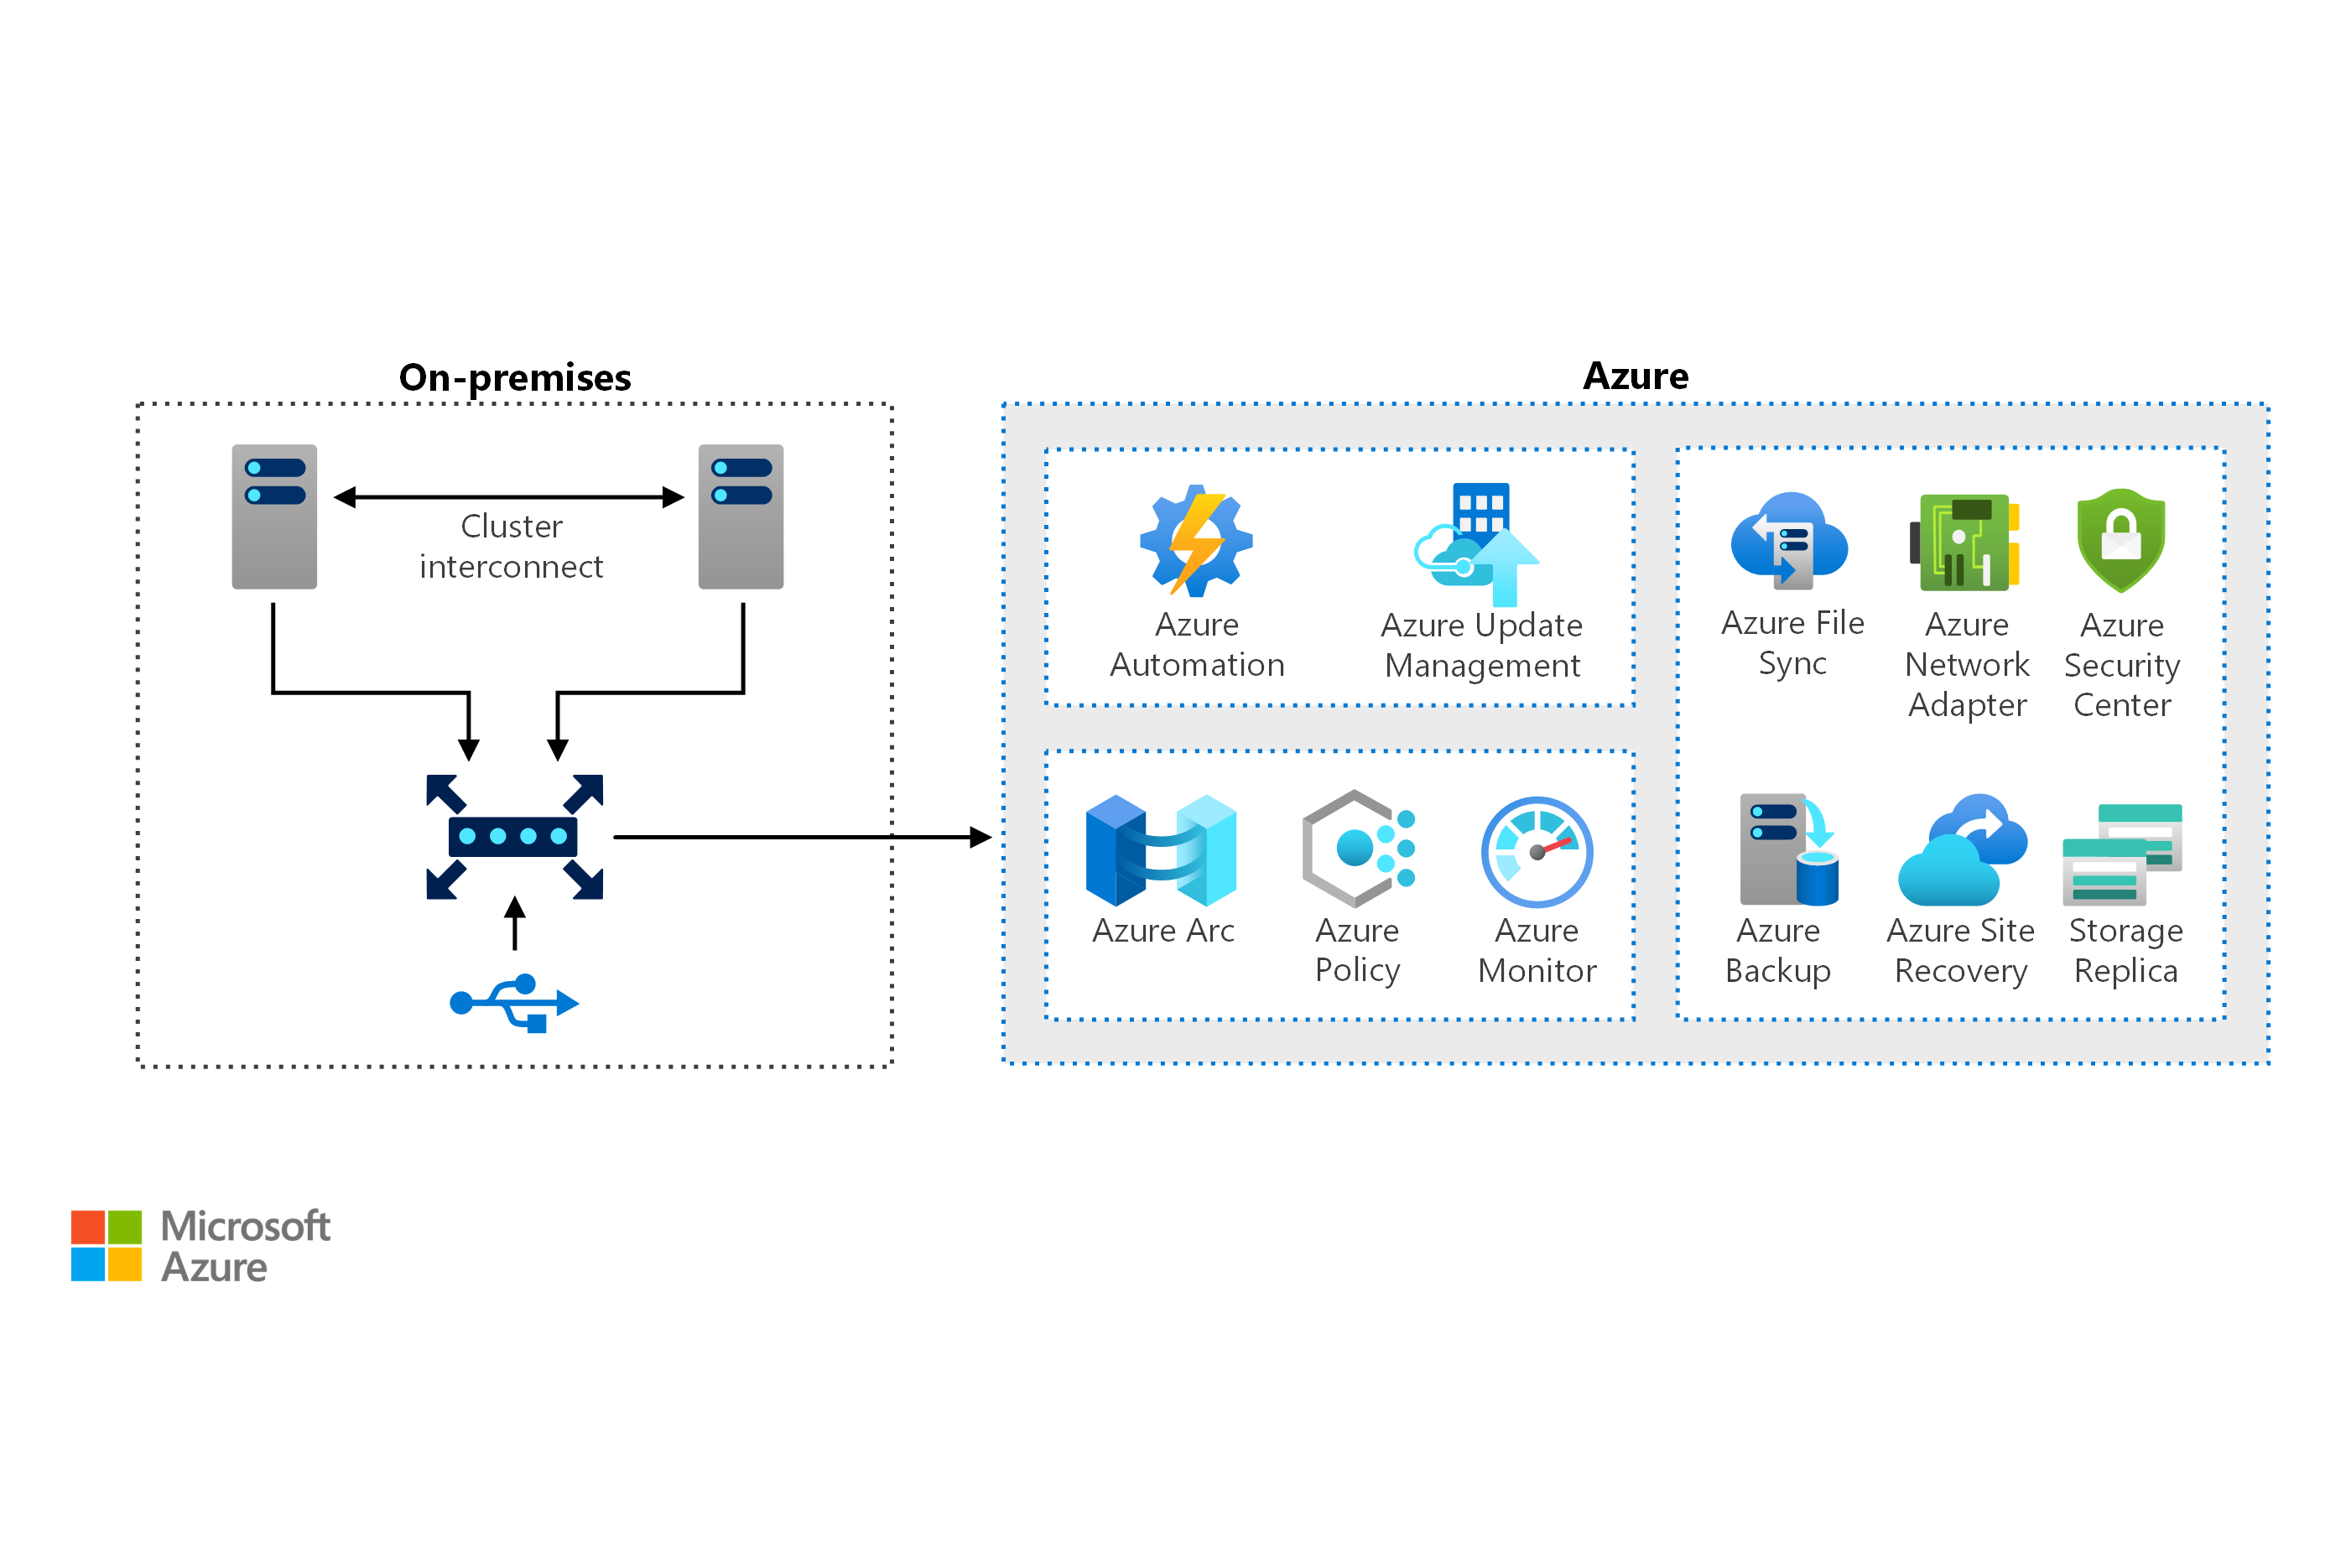 On-premises
Cluster
interconnect
Azure
Azure
Automation
Azure Update
Management
Azure Arc
Azure
Policy
Azure
Monitor
Azure File
Sync
Azure
Network
Adapter
Azure
Security
Center
Azure
Backup
Azure Site
Recovery
Storage
Replica
Microsoft
Azure